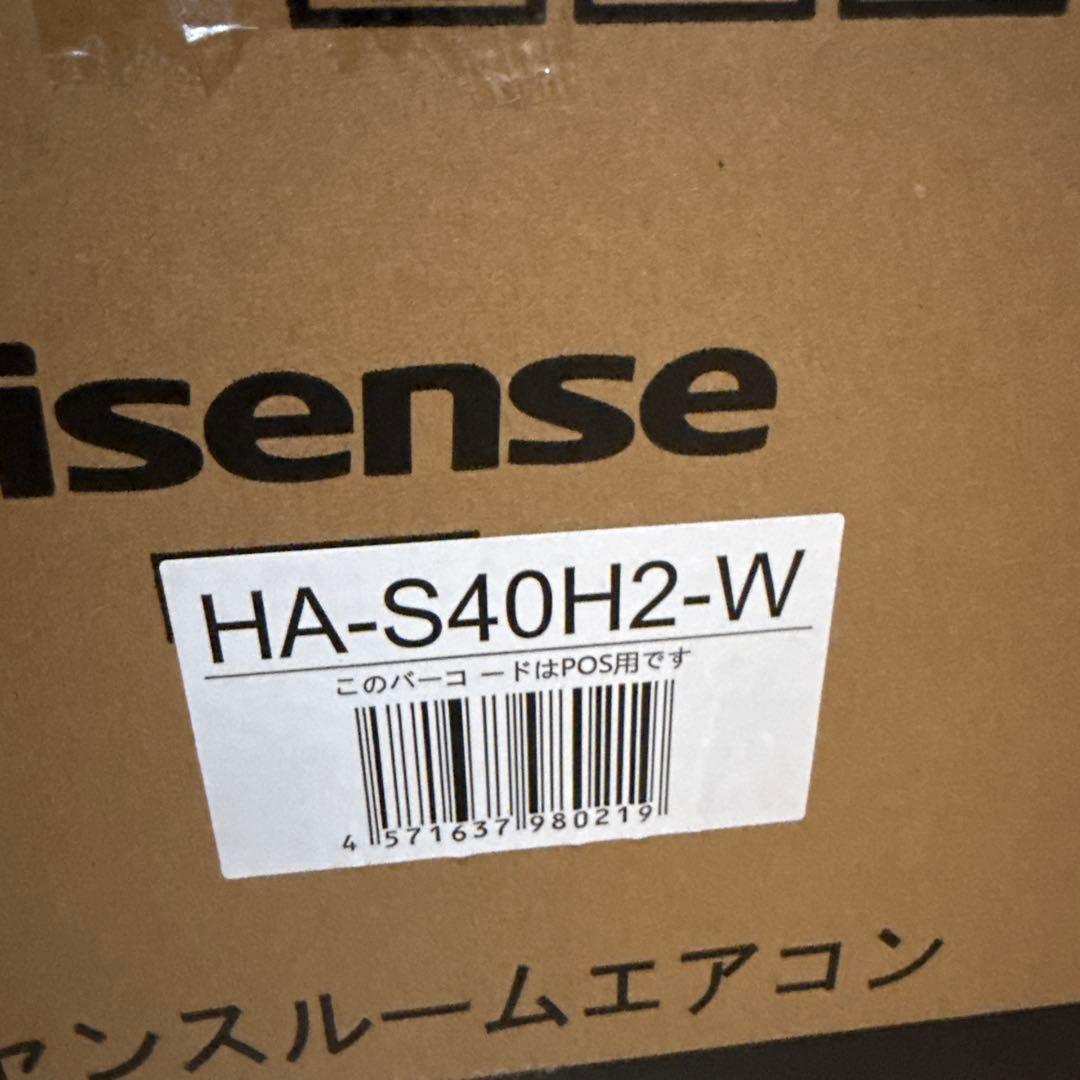 isense
HA-S40H2-W
このバーコードはPOS用です
4 571637 980219
ンスルームエアコン